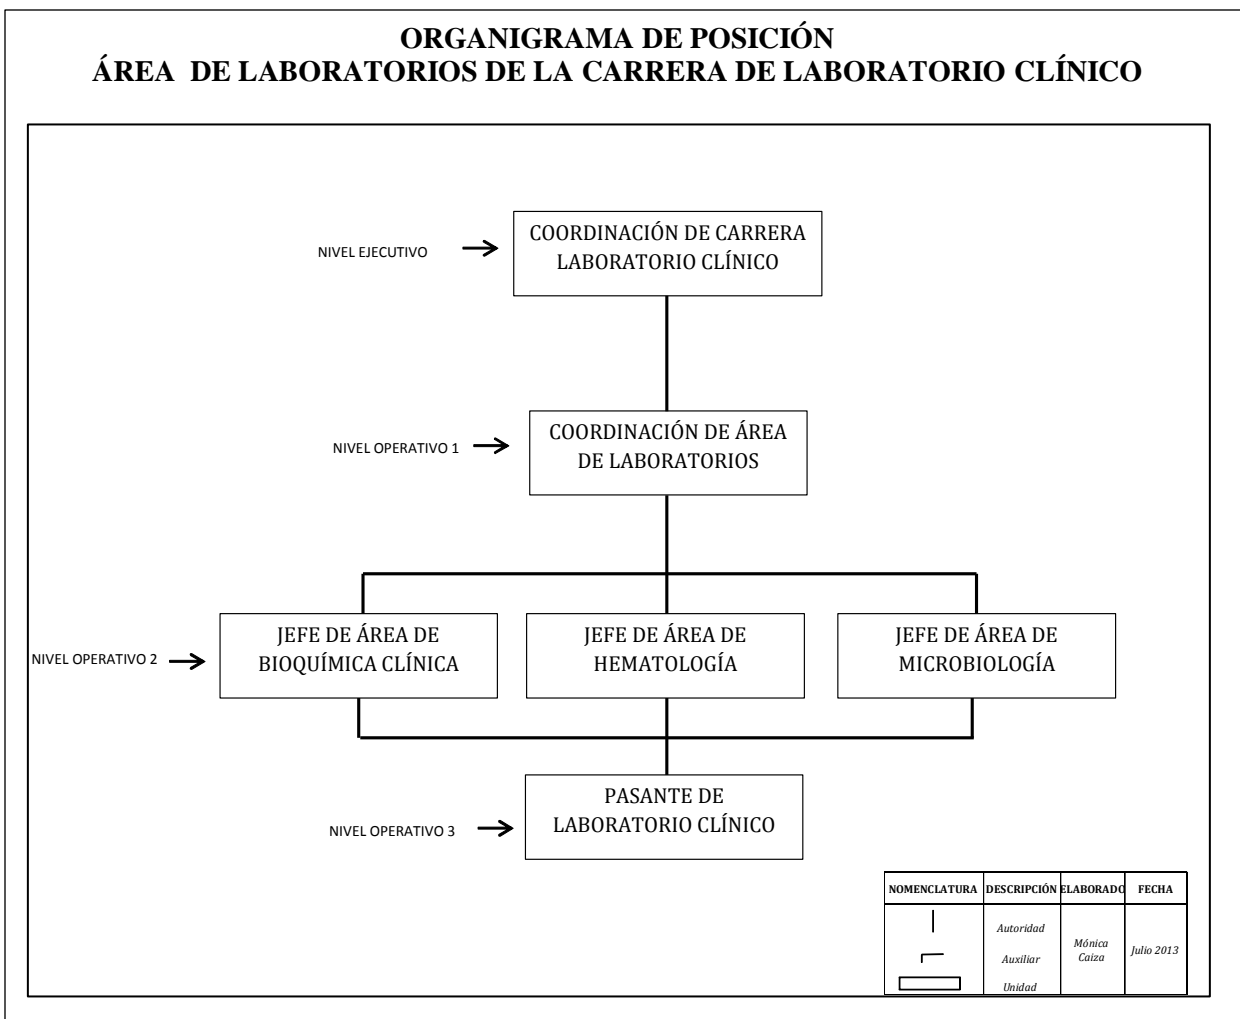 ORGANIGRAMA DE POSICIÓN
ÁREA DE LABORATORIOS DE LA CARRERA DE LABORATORIO CLÍNICO
NIVEL EJECUTIVO
COORDINACIÓN DE CARRERA
LABORATORIO CLÍNICO
NIVEL OPERATIVO 1
COORDINACIÓN DE ÁREA
DE LABORATORIOS
NIVEL OPERATIVO 2
JEFE DE ÁREA DE
BIOQUÍMICA CLÍNICA
JEFE DE ÁREA DE
HEMATOLOGÍA
JEFE DE ÁREA DE
MICROBIOLOGÍA
NIVEL OPERATIVO 3
PASANTE DE
LABORATORIO CLÍNICO
NOMENCLATURA DESCRIPCIÓN ELABORADO FECHA
Autoridad
Auxiliar
Unidad
Mónica
Caiza
Julio 2013